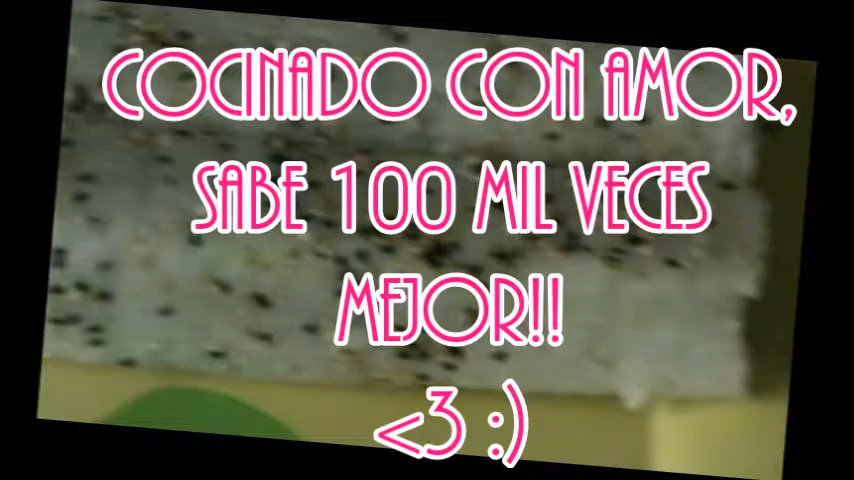 COCINADO CON AMOR,
SABE 100 MIL VECES
MEJOR!!
<3 :)